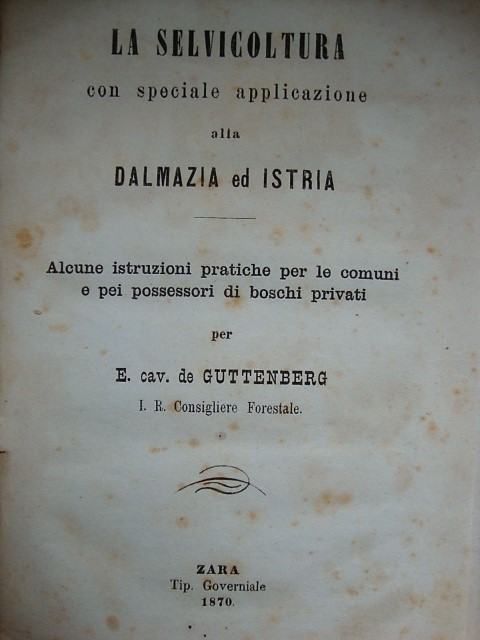 LA SELVICOLTURA
con speciale applicazione
alla
DALMAZIA ed ISTRIA
Alcune istruzioni pratiche per le comuni
e pei possessori di boschi privati
per
E. cav. de GUTTENBERG
I. R. Consigliere Forestale.
ZARA
Tip. Governiale
1870.